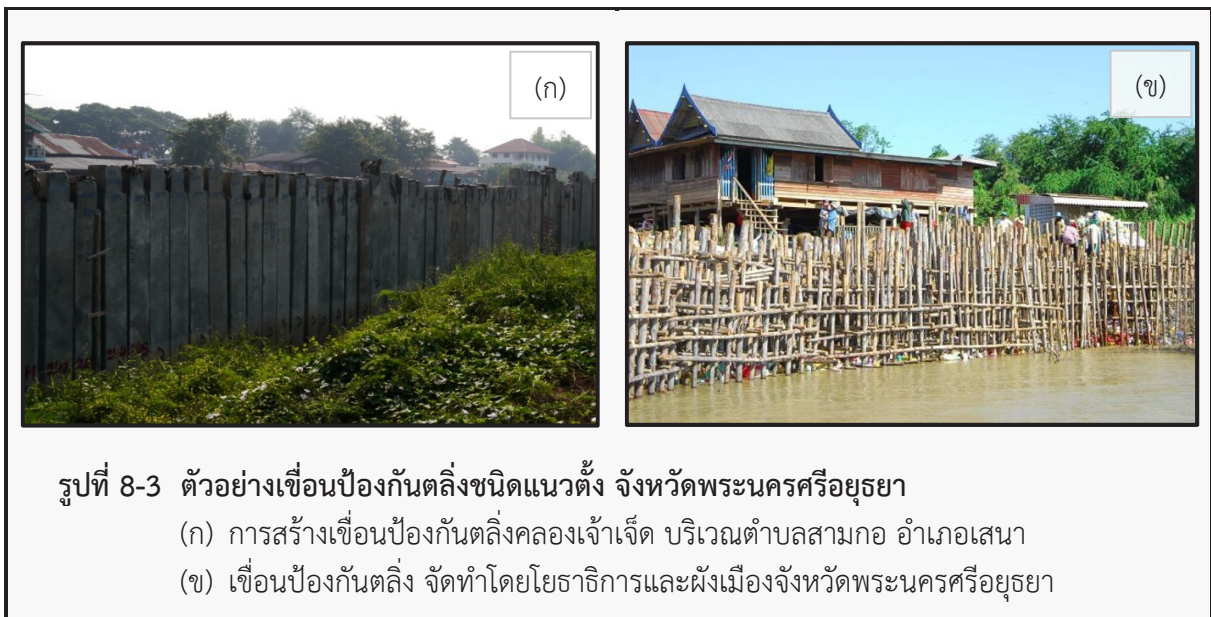 (ก)
(ข)
รูปที่ 8-3 ตัวอย่างเขื่อนป้องกันตลิ่งชนิดแนวตั้ง จังหวัดพระนครศรีอยุธยา
(ก) การสร้างเขื่อนป้องกันตลิ่งคลองเจ้าเจ็ด บริเวณตำบลสามกอ อำเภอเสนา
(ข) เขื่อนป้องกันตลิ่ง จัดทำโดยโยธาธิการและผังเมืองจังหวัดพระนครศรีอยุธยา